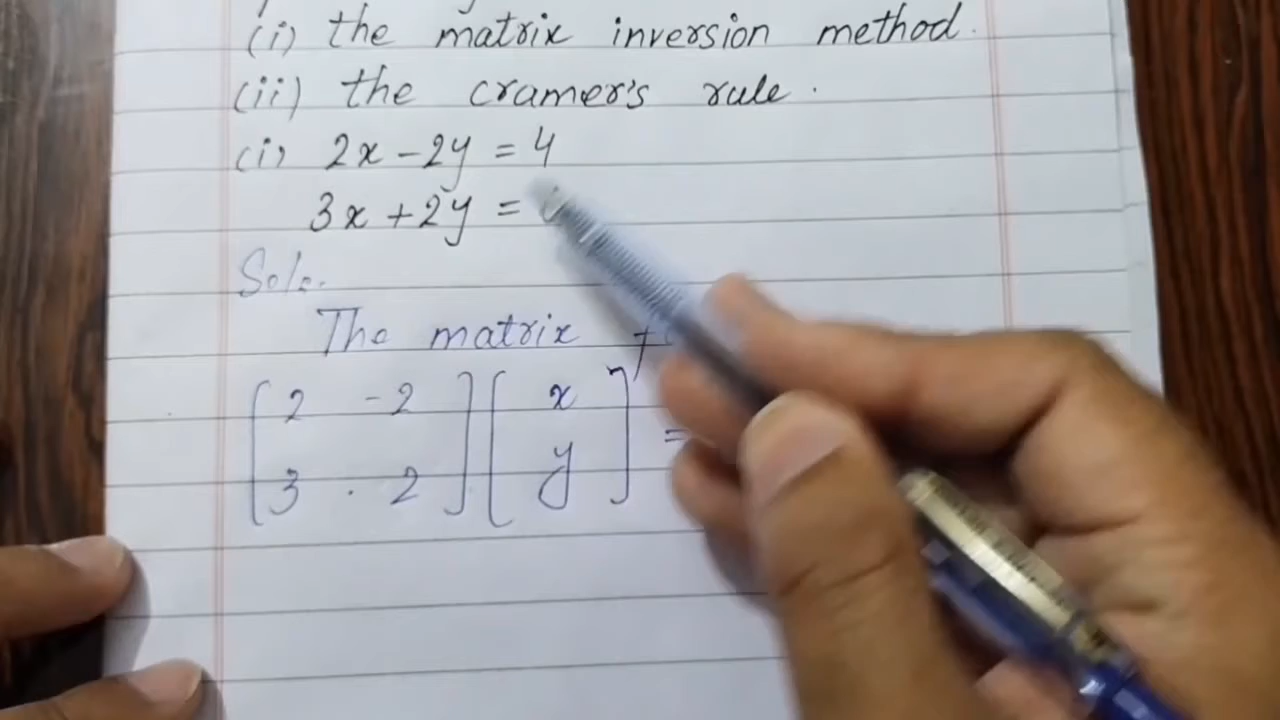 (i) the matrix inversion method.
(ii) the cramer's rule.
(i) 2x - 2y = 4
3x + 2y =
Solo.
The matrix
[ 2 -2 ] [ x ] =
[ 3 . 2 ] [ y ]